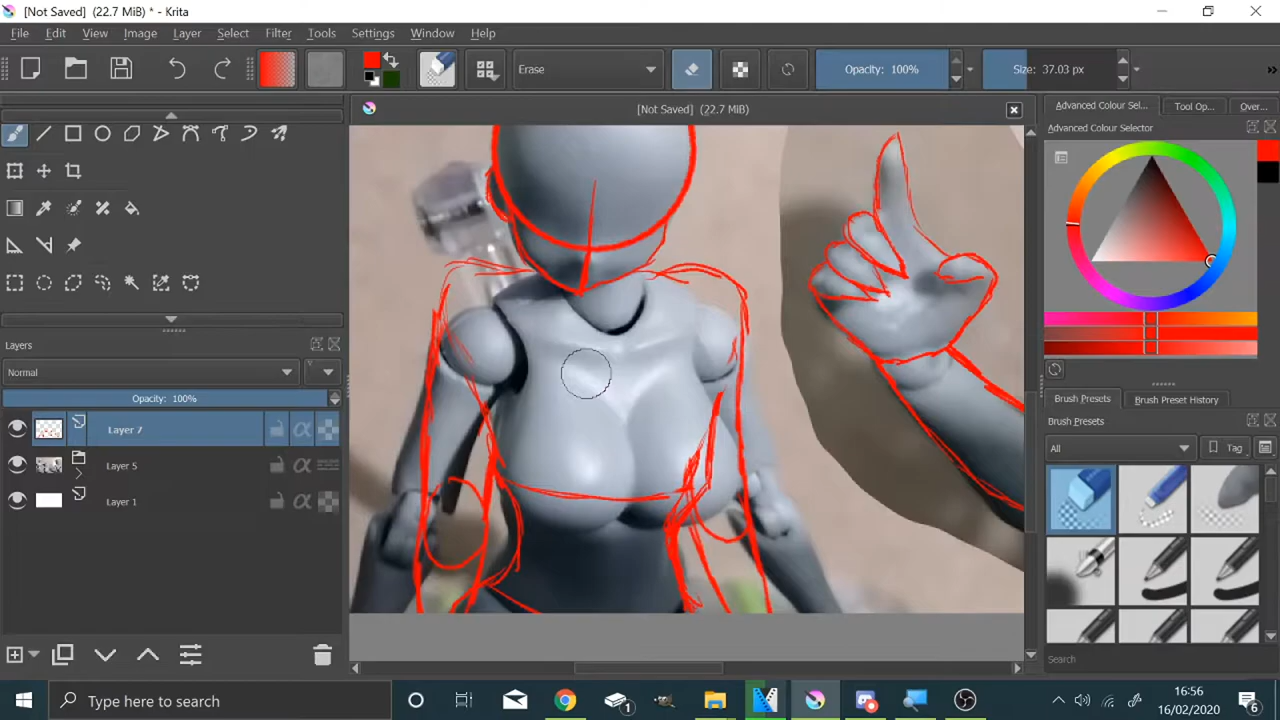 [Not Saved] (22.7 MiB) * - Krita
File Edit View Image Layer Select Filter Tools Settings Window Help
Erase
Opacity: 100%
Size: 37.03 px
»
[Not Saved] (22.7 MiB)
Advanced Colour Sel...
Tool Op...
Over...
Advanced Colour Selector
Layers
Normal
Opacity: 100%
Layer 7
Layer 5
Layer 1
Brush Presets
Brush Preset History
Brush Presets
All
Tag
Search
Type here to search
1
16:56
16/02/2020
6